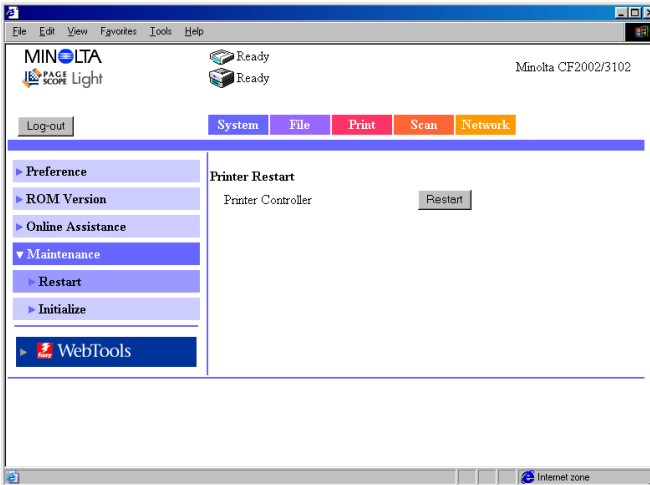 File Edit View Favorites Tools Help
MINOLTA
PAGE SCOPE Light
Ready
Ready
Minolta CF2002/3102
Log-out
System File Print Scan Network
Preference
ROM Version
Online Assistance
Maintenance
Restart
Initialize
WebTools
Printer Restart
Printer Controller Restart
Internet zone